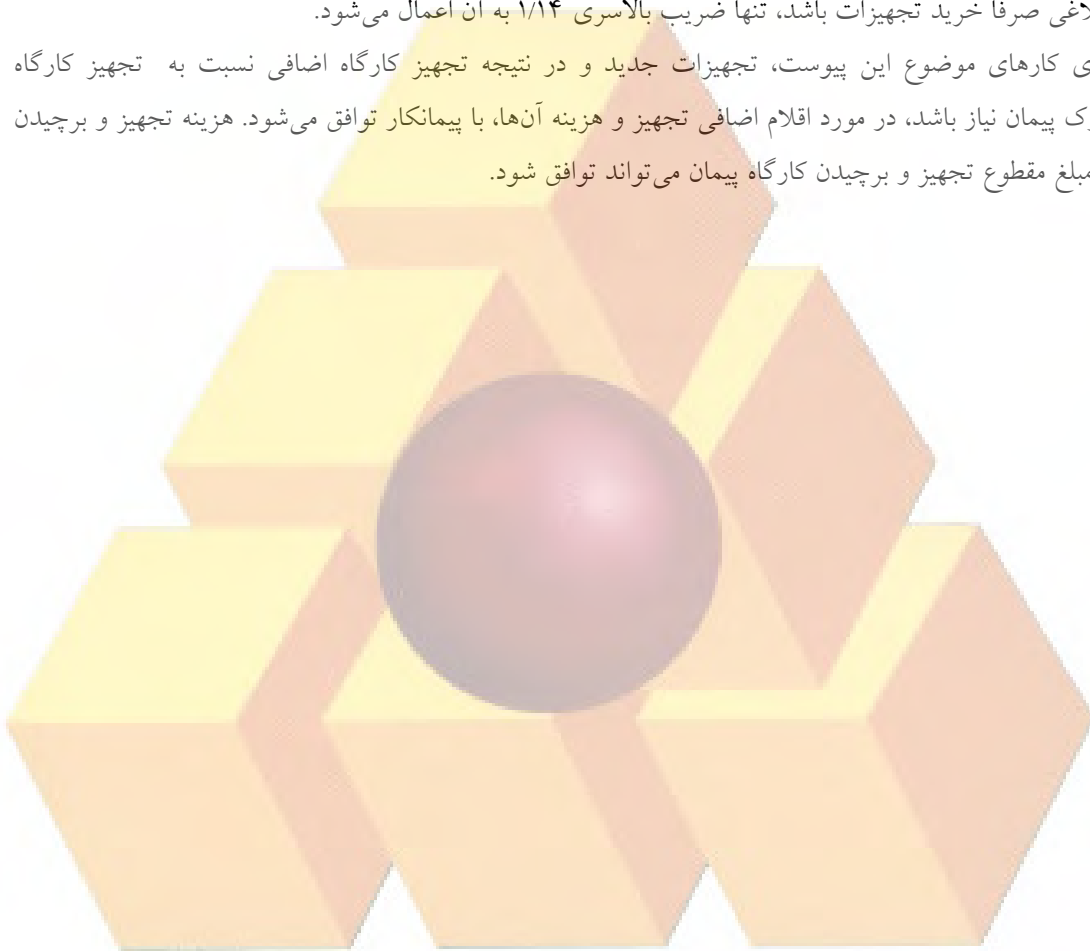 لاغی صرفا خرید تجهیزات باشد، تنها ضریب بالاسری ۱/۱۴ به آن اعمال می‌شود.
ی کارهای موضوع این پیوست، تجهیزات جدید و در نتیجه تجهیز کارگاه اضافی نسبت به تجهیز کارگاه
ک پیمان نیاز باشد، در مورد اقلام اضافی تجهیز و هزینه آن‌ها، با پیمانکار توافق می‌شود. هزینه تجهیز و برچیدن
مبلغ مقطوع تجهیز و برچیدن کارگاه پیمان می‌تواند توافق شود.